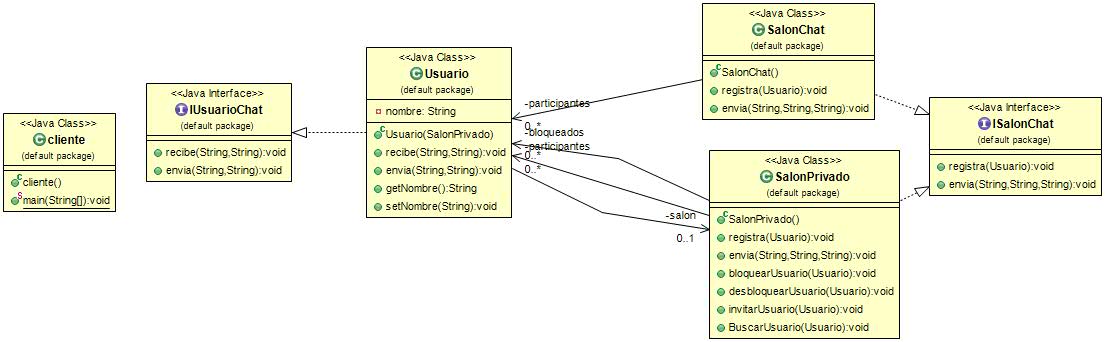 <<Java Class>>
cliente
(default package)
cliente()
main(String[]):void
<<Java Interface>>
IUsuarioChat
(default package)
recibe(String,String):void
envia(String,String):void
<<Java Class>>
Usuario
(default package)
nombre: String
Usuario(SalonPrivado)
recibe(String,String):void
envia(String,String):void
getNombre():String
setNombre(String):void
-participantes
0..*
-bloqueados
0..*
-participantes
0..*
-salon
0..1
<<Java Class>>
SalonChat
(default package)
SalonChat()
registra(Usuario):void
envia(String,String,String):void
<<Java Class>>
SalonPrivado
(default package)
SalonPrivado()
registra(Usuario):void
envia(String,String,String):void
bloquearUsuario(Usuario):void
desbloquearUsuario(Usuario):void
invitarUsuario(Usuario):void
BuscarUsuario(Usuario):void
<<Java Interface>>
ISalonChat
(default package)
registra(Usuario):void
envia(String,String,String):void